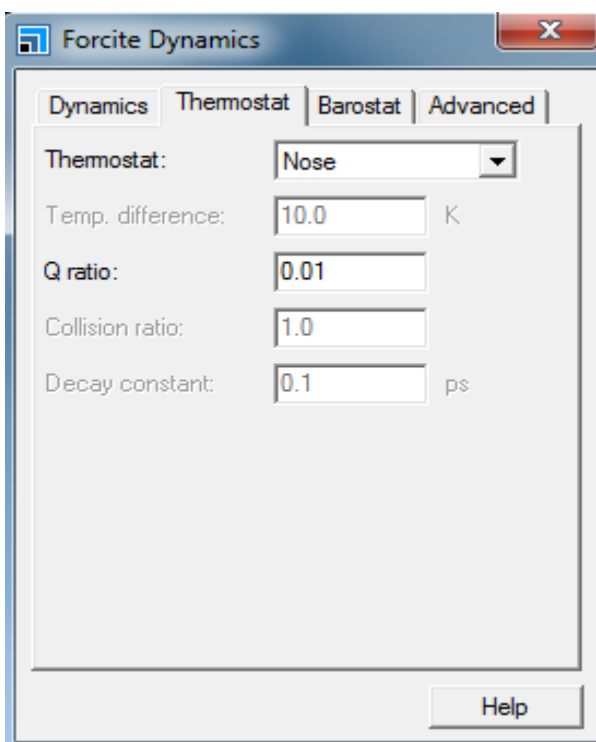 Forcite Dynamics
Dynamics Thermostat Barostat Advanced
Thermostat: Nose
Temp. difference: 10.0 K
Q ratio: 0.01
Collision ratio: 1.0
Decay constant: 0.1 ps
Help